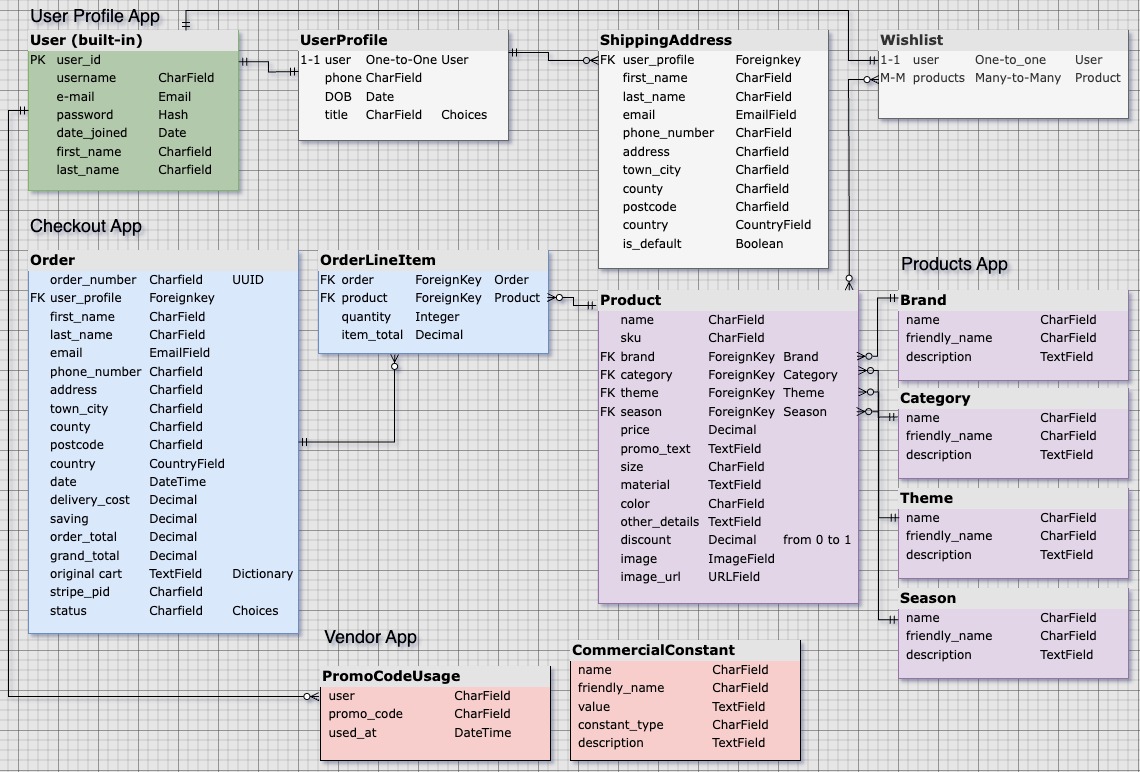 User Profile App
User (built-in)
PK user_id
username CharField
e-mail Email
password Hash
date_joined Date
first_name Charfield
last_name Charfield
UserProfile
1-1 user One-to-One User
phone CharField
DOB Date
title CharField Choices
ShippingAddress
FK user_profile Foreignkey
first_name CharField
last_name CharField
email EmailField
phone_number CharField
address Charfield
town_city Charfield
county Charfield
postcode Charfield
country CountryField
is_default Boolean
Wishlist
1-1 user One-to_one User
M-M products Many-to-Many Product
Checkout App
Order
order_number Charfield UUID
FK user_profile Foreignkey
first_name CharField
last_name CharField
email EmailField
phone_number Charfield
address Charfield
town_city Charfield
county Charfield
postcode Charfield
country CountryField
date DateTime
delivery_cost Decimal
saving Decimal
order_total Decimal
grand_total Decimal
original cart TextField Dictionary
stripe_pid Charfield
status Charfield Choices
OrderLineItem
FK order ForeignKey Order
FK product ForeignKey Product
quantity Integer
item_total Decimal
Product
name CharField
sku CharField
FK brand ForeignKey Brand
FK category ForeignKey Category
FK theme ForeignKey Theme
FK season ForeignKey Season
price Decimal
promo_text TextField
size CharField
material TextField
color CharField
other_details TextField
discount Decimal from 0 to 1
image ImageField
image_url URLField
Products App
Brand
name CharField
friendly_name CharField
description TextField
Category
name CharField
friendly_name CharField
description TextField
Theme
name CharField
friendly_name CharField
description TextField
Season
name CharField
friendly_name CharField
description TextField
Vendor App
PromoCodeUsage
user CharField
promo_code CharField
used_at DateTime
CommercialConstant
name CharField
friendly_name CharField
value TextField
constant_type CharField
description TextField